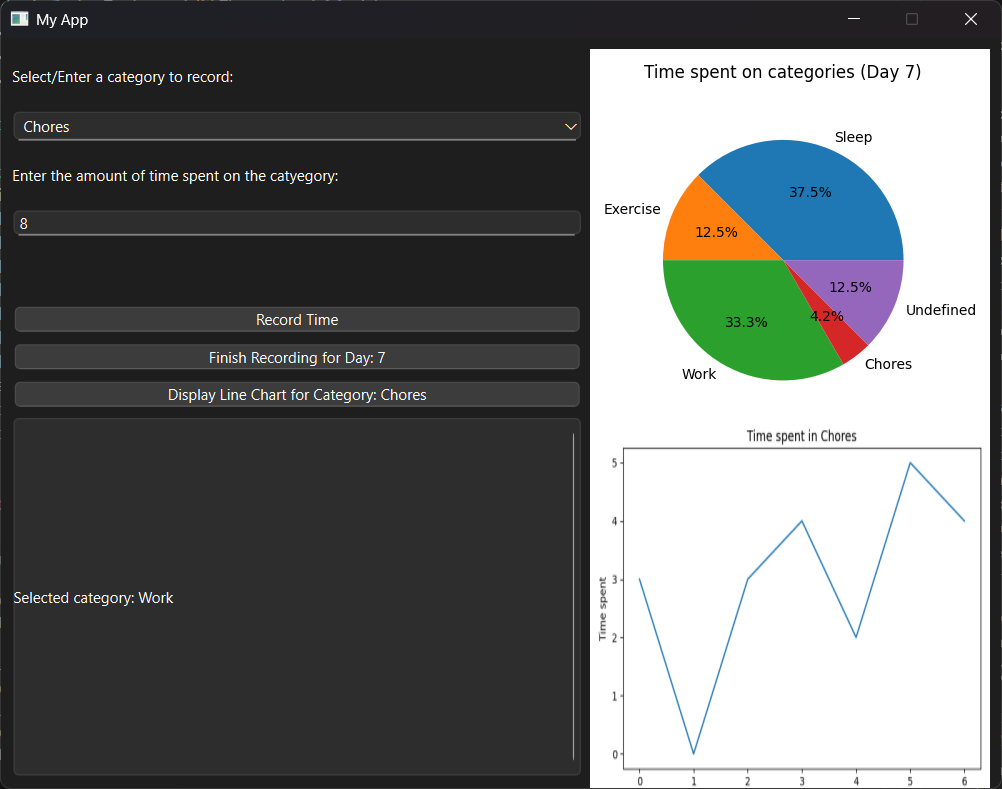 My App
Select/Enter a category to record:
Chores
Enter the amount of time spent on the catyegory:
8
Record Time
Finish Recording for Day: 7
Display Line Chart for Category: Chores
Selected category: Work
Time spent on categories (Day 7)
Sleep
37.5%
Exercise
12.5%
12.5%
Undefined
4.2%
33.3%
Chores
Work
Time spent in Chores
5
4
3
2
1
0
Time spent
0 1 2 3 4 5 6